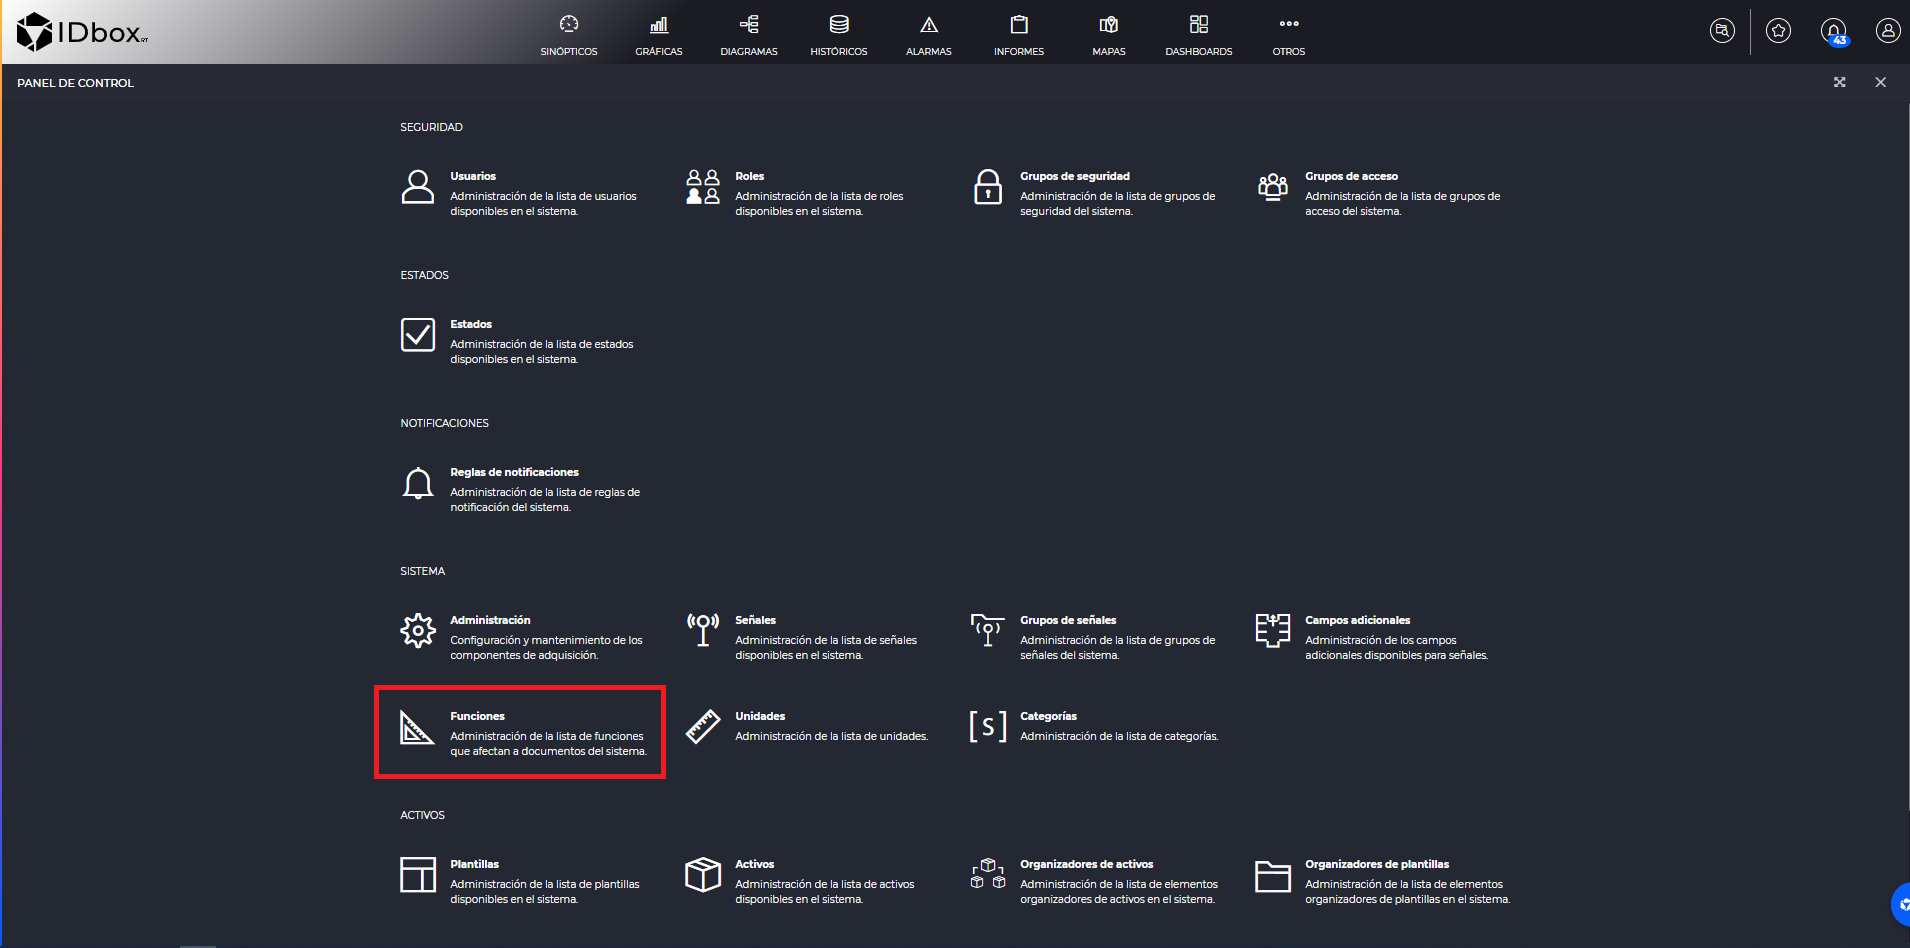 IDbox RT
SINÓPTICOS
GRÁFICAS
DIAGRAMAS
HISTÓRICOS
ALARMAS
INFORMES
MAPAS
DASHBOARDS
OTROS
43
PANEL DE CONTROL
SEGURIDAD
Usuarios
Administración de la lista de usuarios
disponibles en el sistema.
Roles
Administración de la lista de roles
disponibles en el sistema.
Grupos de seguridad
Administración de la lista de grupos de
seguridad del sistema.
Grupos de acceso
Administración de la lista de grupos de
acceso del sistema.
ESTADOS
Estados
Administración de la lista de estados
disponibles en el sistema.
NOTIFICACIONES
Reglas de notificaciones
Administración de la lista de reglas de
notificación del sistema.
SISTEMA
Administración
Configuración y mantenimiento de los
componentes de adquisición.
Señales
Administración de la lista de señales
disponibles en el sistema.
Grupos de señales
Administración de la lista de grupos de
señales del sistema.
Campos adicionales
Administración de los campos
adicionales disponibles para señales.
Funciones
Administración de la lista de funciones
que afectan a documentos del sistema.
Unidades
Administración de la lista de unidades.
[S]
Categorías
Administración de la lista de categorías.
ACTIVOS
Plantillas
Administración de la lista de plantillas
disponibles en el sistema.
Activos
Administración de la lista de activos
disponibles en el sistema.
Organizadores de activos
Administración de la lista de elementos
organizadores de activos en el sistema.
Organizadores de plantillas
Administración de la lista de elementos
organizadores de plantillas en el sistema.